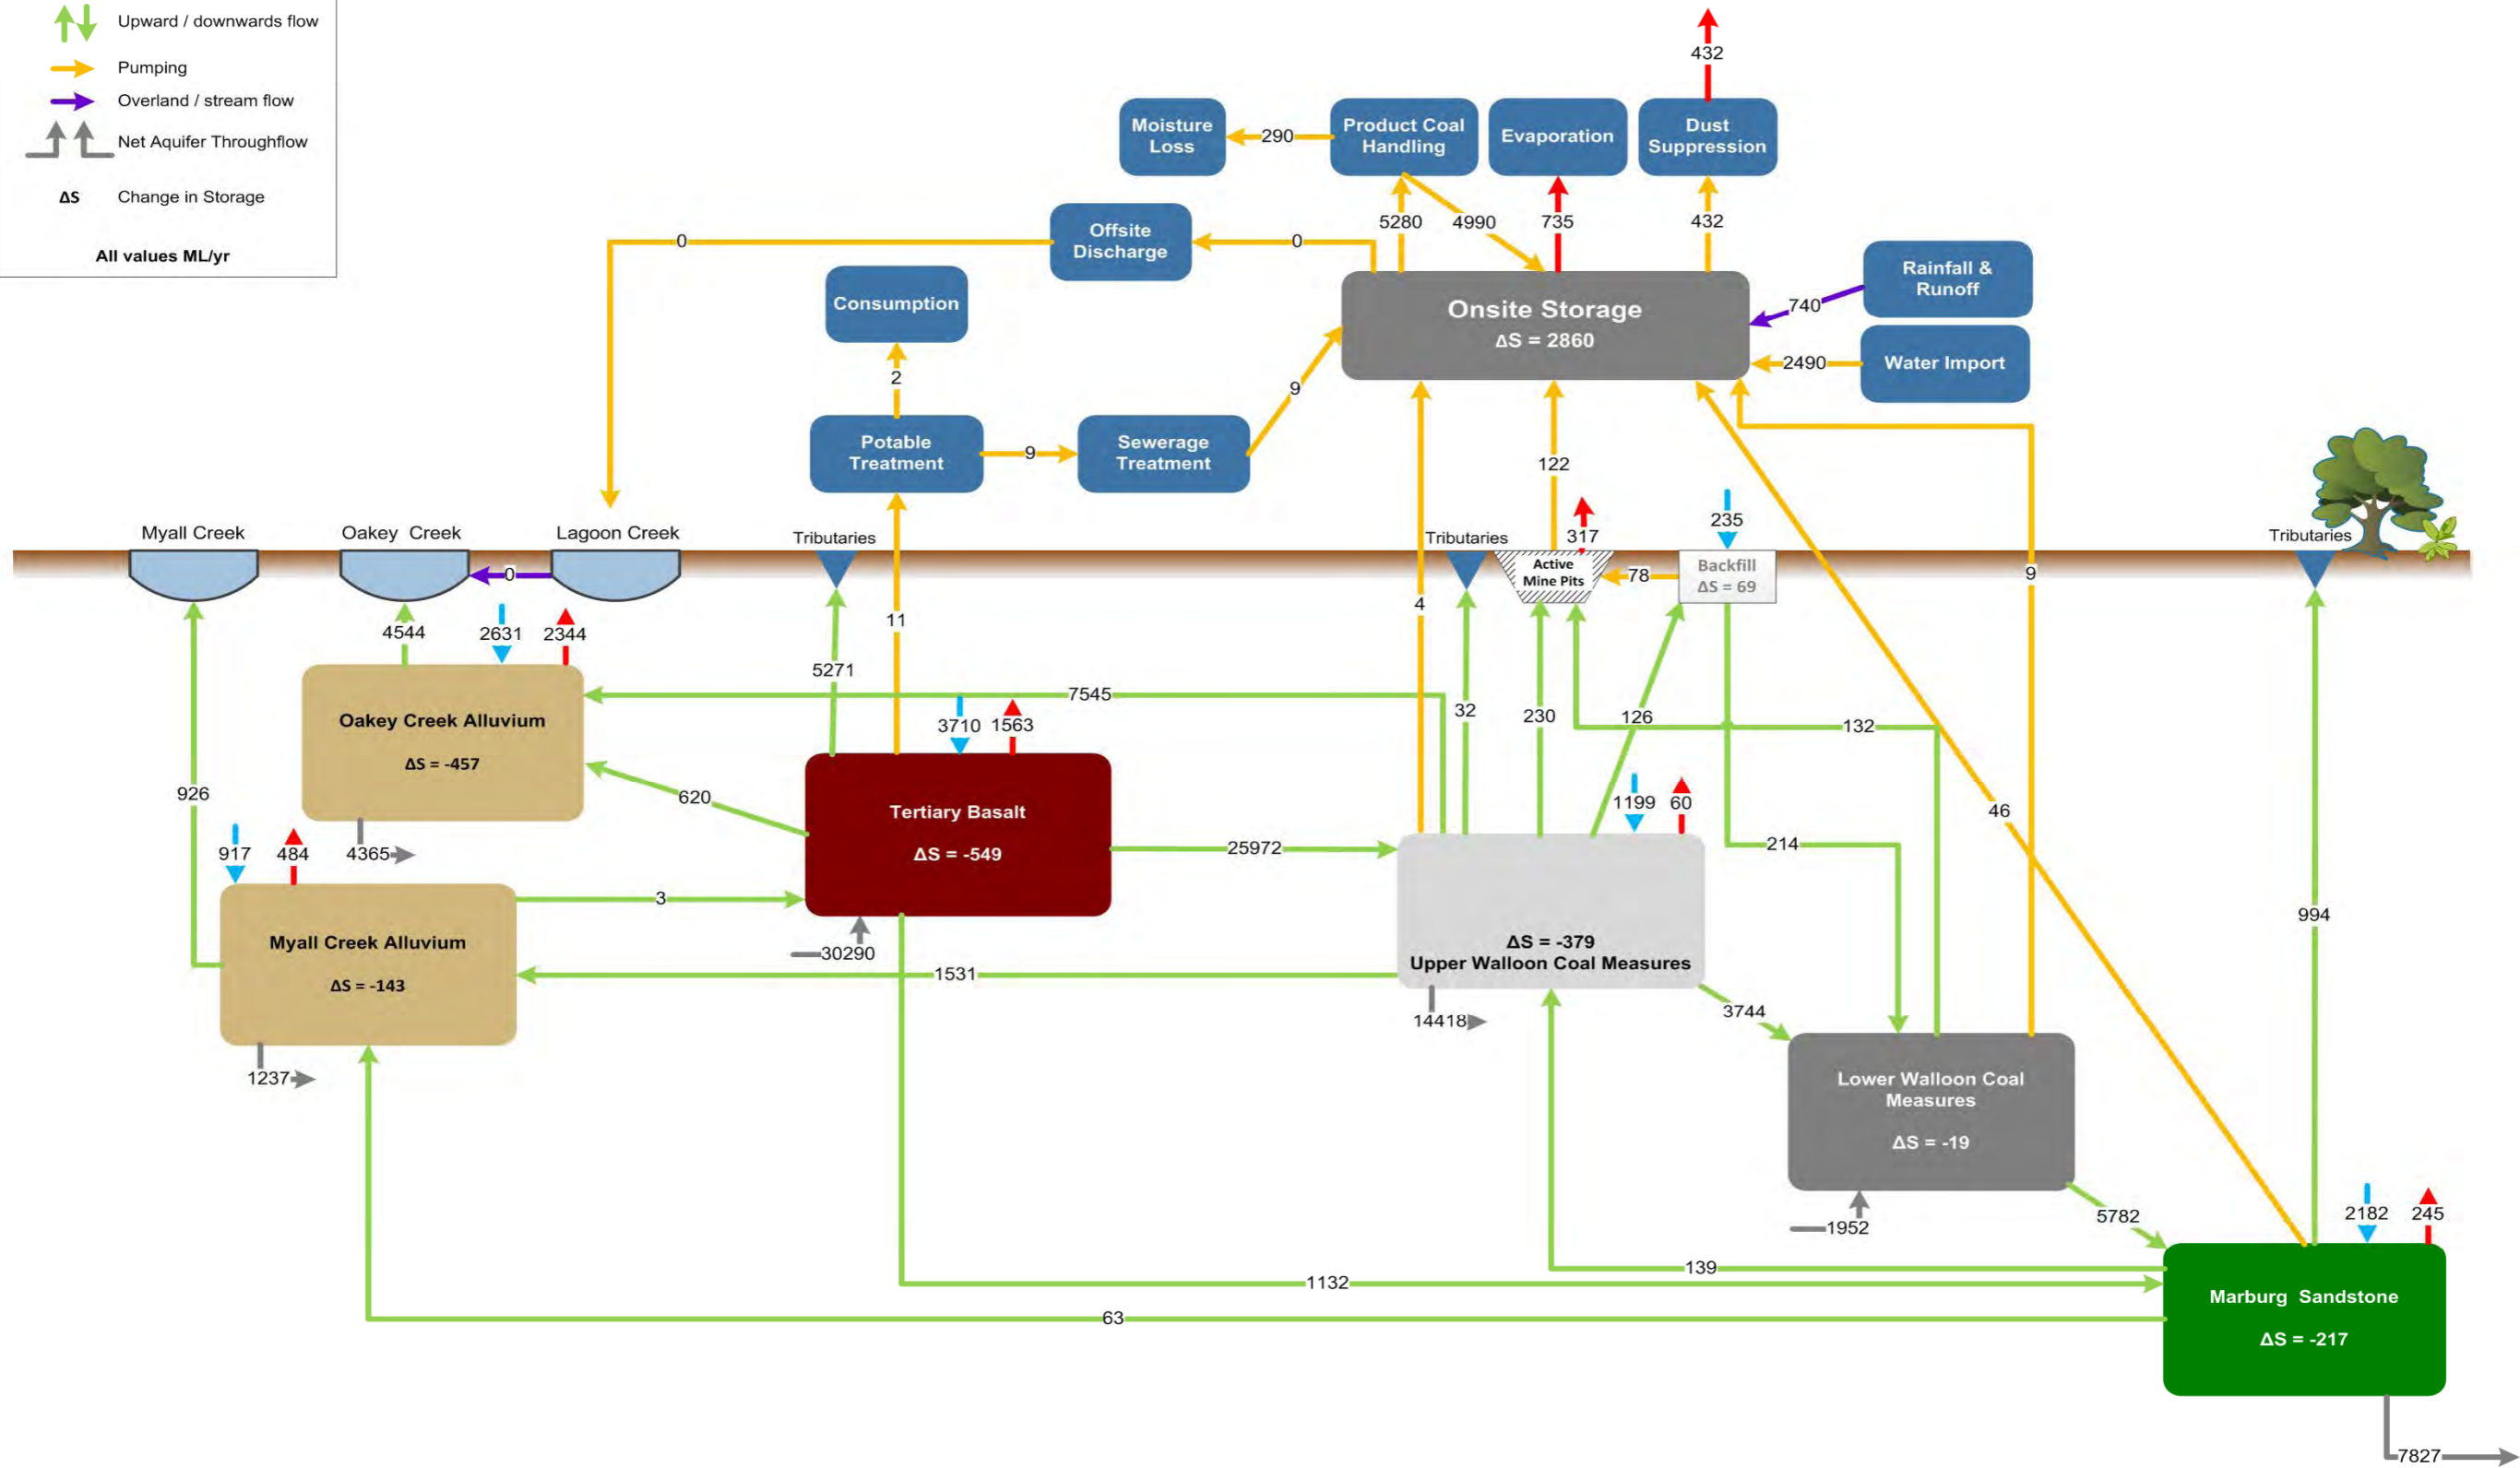 Upward / downwards flow
Pumping
Overland / stream flow
Net Aquifer Throughflow
ΔS Change in Storage
All values ML/yr
432
Moisture
Loss
290
Product Coal
Handling
Evaporation
Dust
Suppression
5280
4990
735
432
Offsite
Discharge
0
0
Rainfall &
Runoff
740
Onsite Storage
ΔS = 2860
Water Import
2490
Consumption
2
9
Potable
Treatment
9
Sewerage
Treatment
122
Myall Creek
Oakey Creek
Lagoon Creek
Tributaries
Tributaries
317
235
Tributaries
0
Active
Mine Pits
78
Backfill
ΔS = 69
9
4
11
4544
2631
2344
5271
7545
32
230
126
132
Oakey Creek Alluvium
ΔS = -457
4365
620
3710
1563
Tertiary Basalt
ΔS = -549
30290
25972
1199
60
214
46
994
926
917
484
Myall Creek Alluvium
ΔS = -143
1237
3
1531
ΔS = -379
Upper Walloon Coal Measures
14418
3744
Lower Walloon Coal
Measures
ΔS = -19
1952
5782
2182
245
139
1132
63
Marburg Sandstone
ΔS = -217
7827